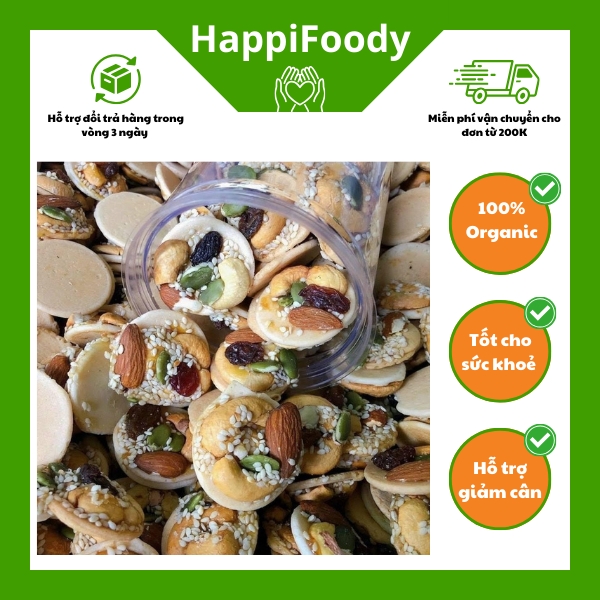 HappiFoody
Hỗ trợ đổi trả hàng trong
vòng 3 ngày
Miễn phí vận chuyển cho
đơn từ 200K
100%
Organic
Tốt cho
sức khoẻ
Hỗ trợ
giảm cân